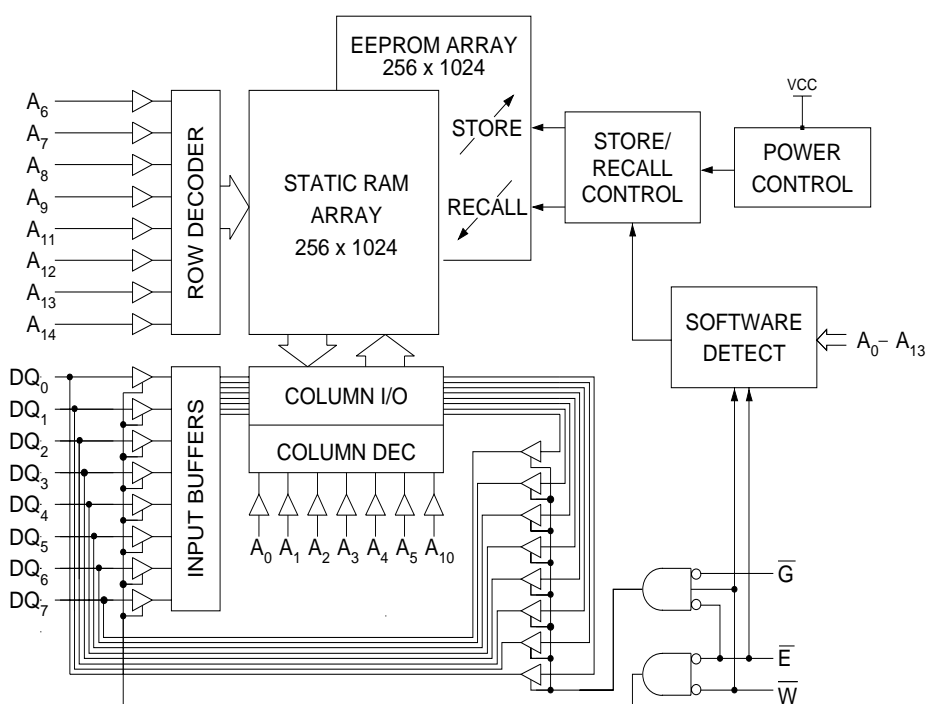 EEPROM ARRAY
256 x 1024
STORE
RECALL
VCC
POWER
CONTROL
STORE/
RECALL
CONTROL
A6
A7
A8
A9
A11
A12
A13
A14
ROW DECODER
STATIC RAM
ARRAY
256 x 1024
SOFTWARE
DETECT
A0– A13
DQ0
DQ1
DQ2
DQ3
DQ4
DQ5
DQ6
DQ7
INPUT BUFFERS
COLUMN I/O
COLUMN DEC
A0 A1 A2 A3 A4 A5 A10
G̅
E̅
W̅